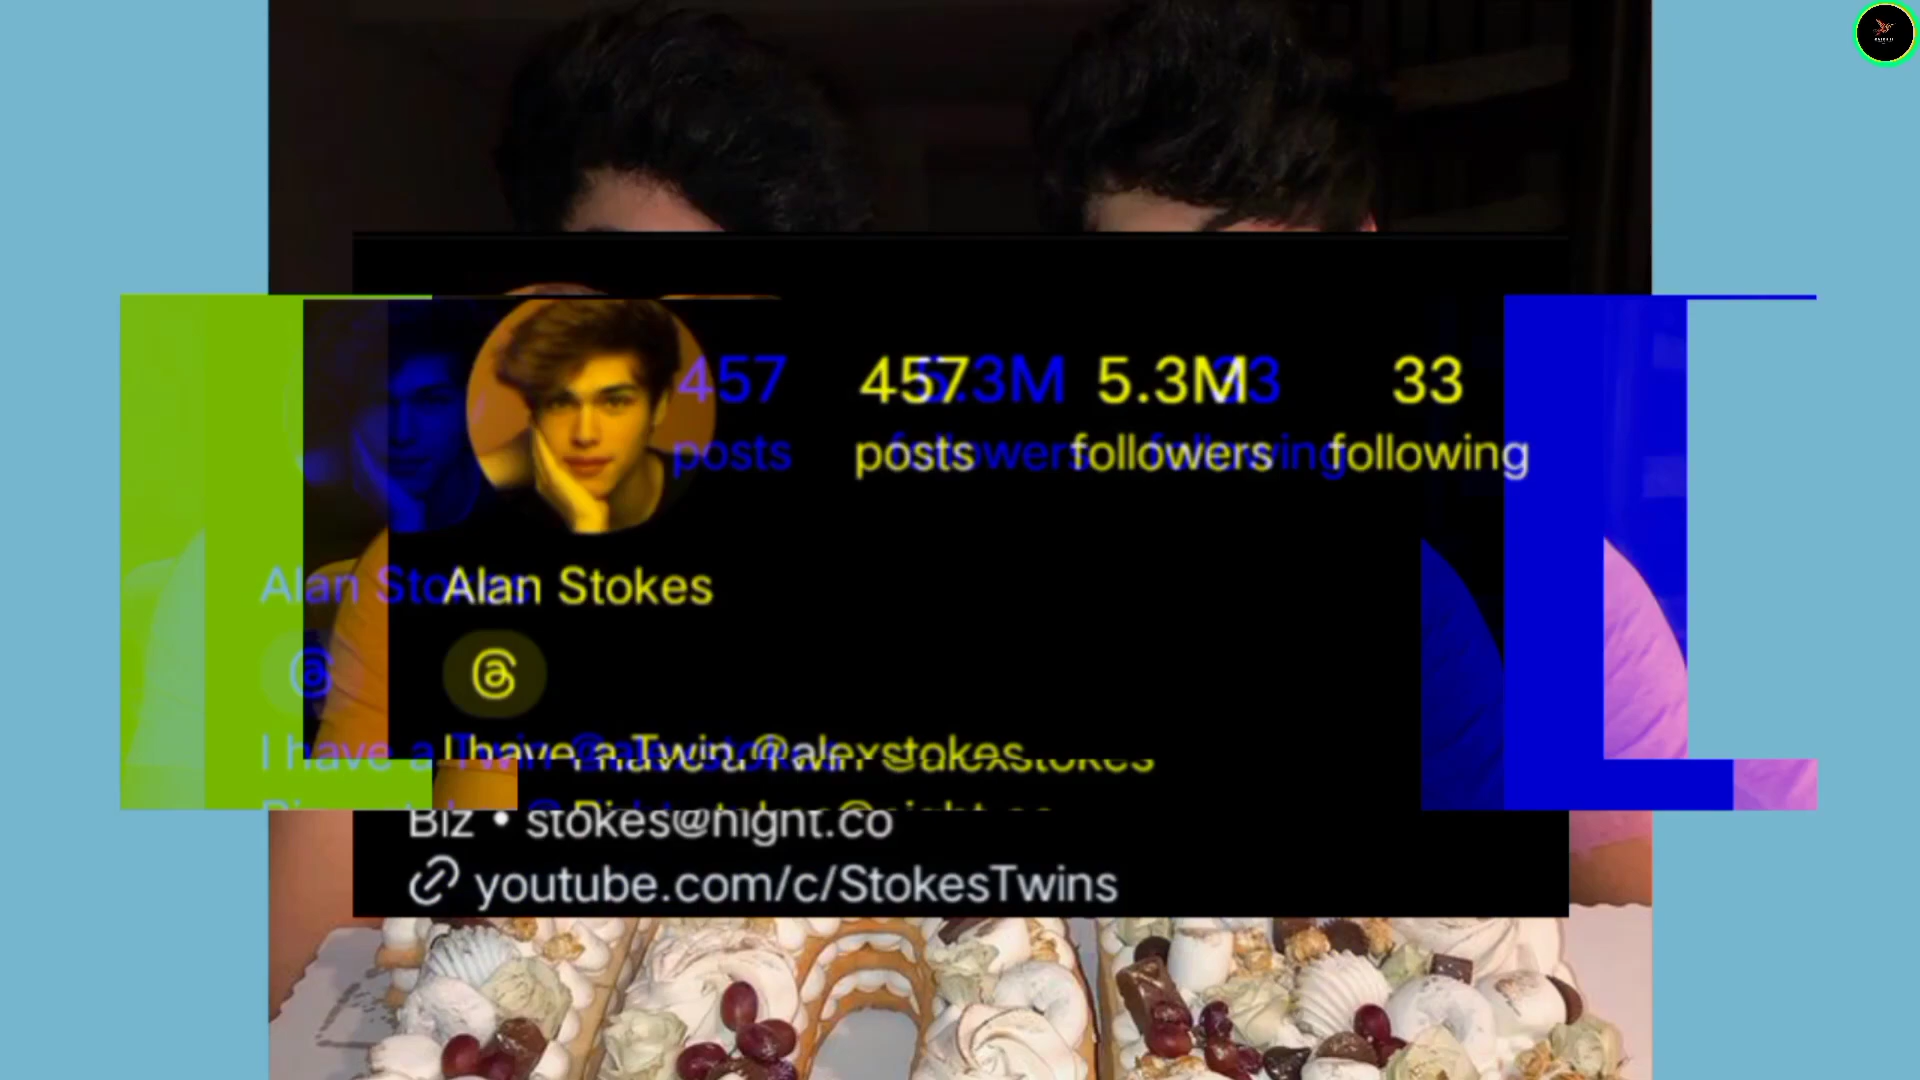 457 5.3M 33
posts followers following
Alan Stokes
I have a Twin @alexstokes
Biz • stokes@night.co
youtube.com/c/StokesTwins